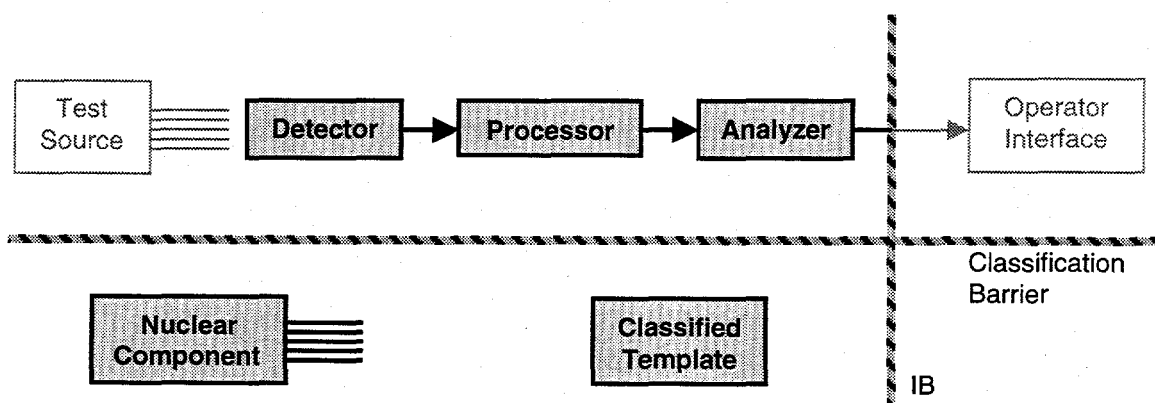 Test
Source
Detector
Processor
Analyzer
Operator
Interface
Classification
Barrier
Nuclear
Component
Classified
Template
IB